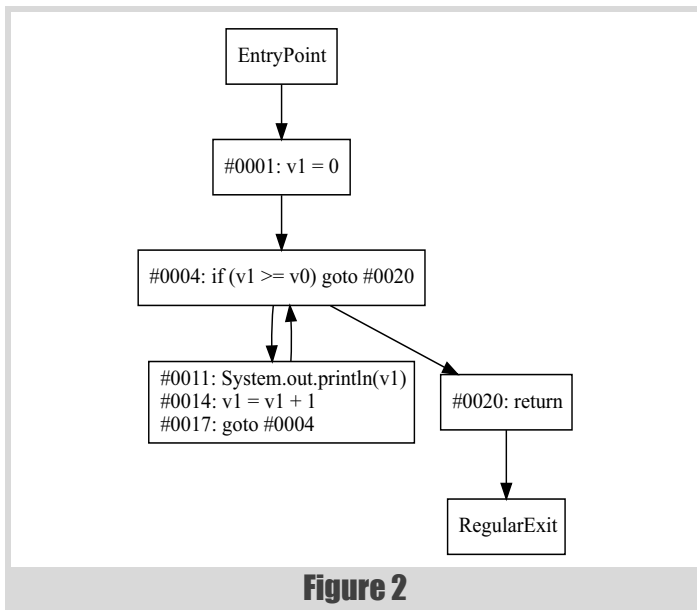 EntryPoint
#0001: v1 = 0
#0004: if (v1 >= v0) goto #0020
#0011: System.out.println(v1)
#0014: v1 = v1 + 1
#0017: goto #0004
#0020: return
RegularExit
Figure 2